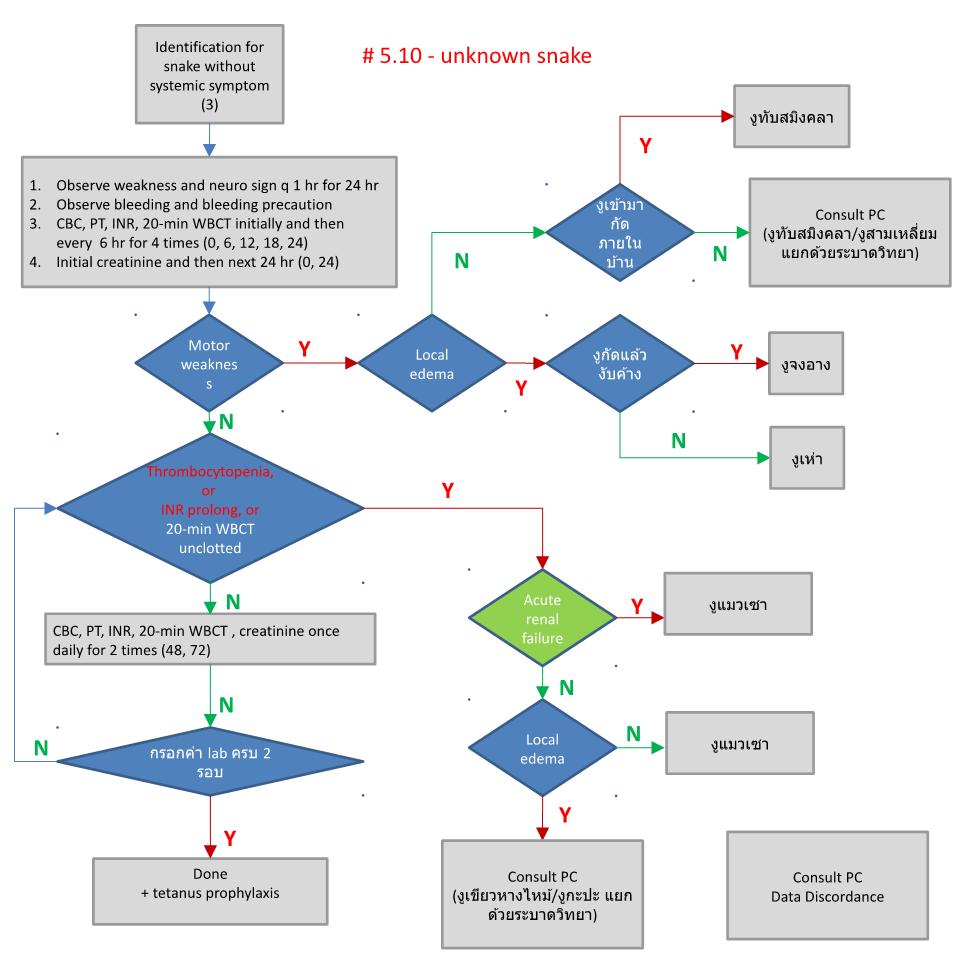 # 5.10 - unknown snake
Identification for
snake without
systemic symptom
(3)
1. Observe weakness and neuro sign q 1 hr for 24 hr
2. Observe bleeding and bleeding precaution
3. CBC, PT, INR, 20-min WBCT initially and then
every 6 hr for 4 times (0, 6, 12, 18, 24)
4. Initial creatinine and then next 24 hr (0, 24)
งูทับสมิงคลา
Y
งูเข้ามา
กัด
ภายใน
บ้าน
N
N
Consult PC
(งูทับสมิงคลา/งูสามเหลี่ยม
แยกด้วยระบาดวิทยา)
Motor
weaknes
s
Y
Local
edema
Y
งูกัดแล้ว
งับค้าง
Y
งูจงอาง
N
งูเห่า
N
Thrombocytopenia,
or
INR prolong, or
20-min WBCT
unclotted
Y
Acute
renal
failure
Y
งูแมวเซา
N
CBC, PT, INR, 20-min WBCT , creatinine once
daily for 2 times (48, 72)
N
N
Local
edema
N
งูแมวเซา
N
กรอกค่า lab ครบ 2
รอบ
Y
Done
+ tetanus prophylaxis
Y
Consult PC
(งูเขียวหางไหม้/งูกะปะ แยก
ด้วยระบาดวิทยา)
Consult PC
Data Discordance